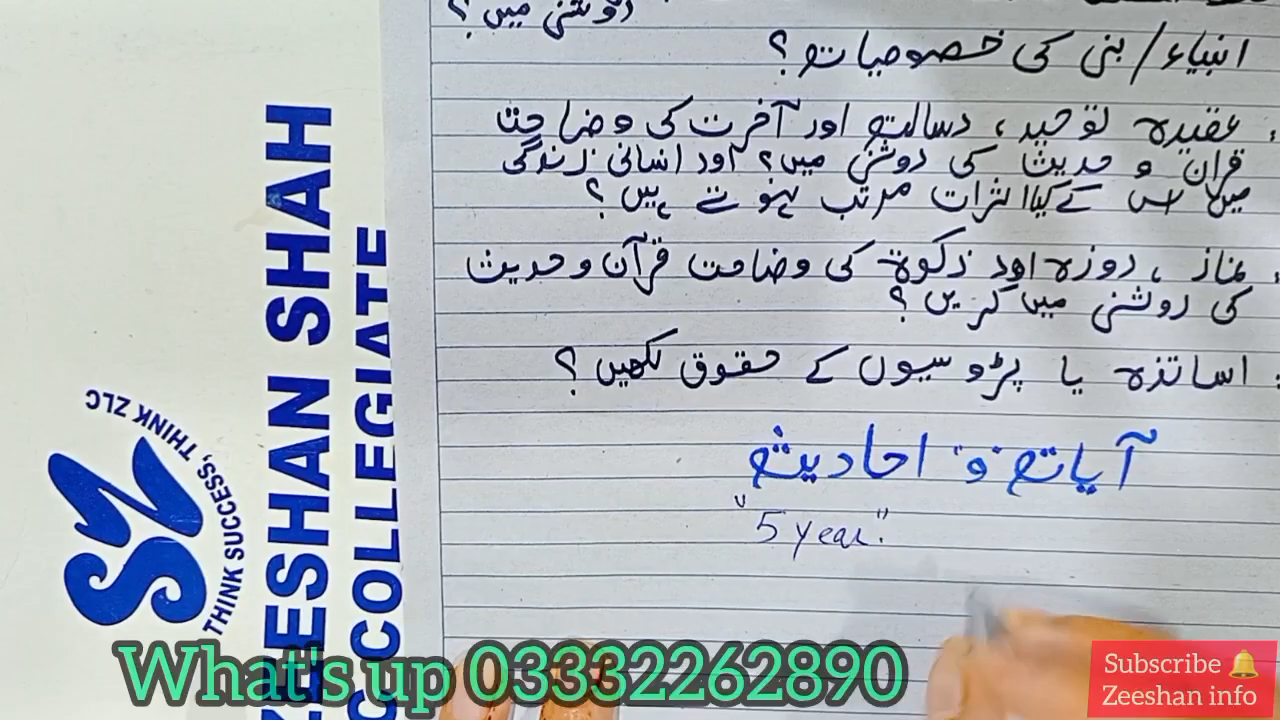 روشنی میں؟
انبیاء/بنی کی خصوصیات؟
عقیدہ توحید، رسالت اور آخرت کی وضاحت
قرآن و حدیث کی روشنی میں؟ اور انسانی زندگی
میں اس کے کیا اثرات مرتب ہوتے ہیں؟
نماز، روزہ اور زکوۃ کی وضاحت قرآن و حدیث
کی روشنی میں کریں؟
اساتذہ یا پڑوسیوں کے حقوق لکھیں؟
آیات و احادیث
"5 year"
SZ
THINK SUCCESS, THINK ZLC
ZEESHAN SHAH
COLLEGIATE
What's up 03332262890
Subscribe 🔔
Zeeshan info